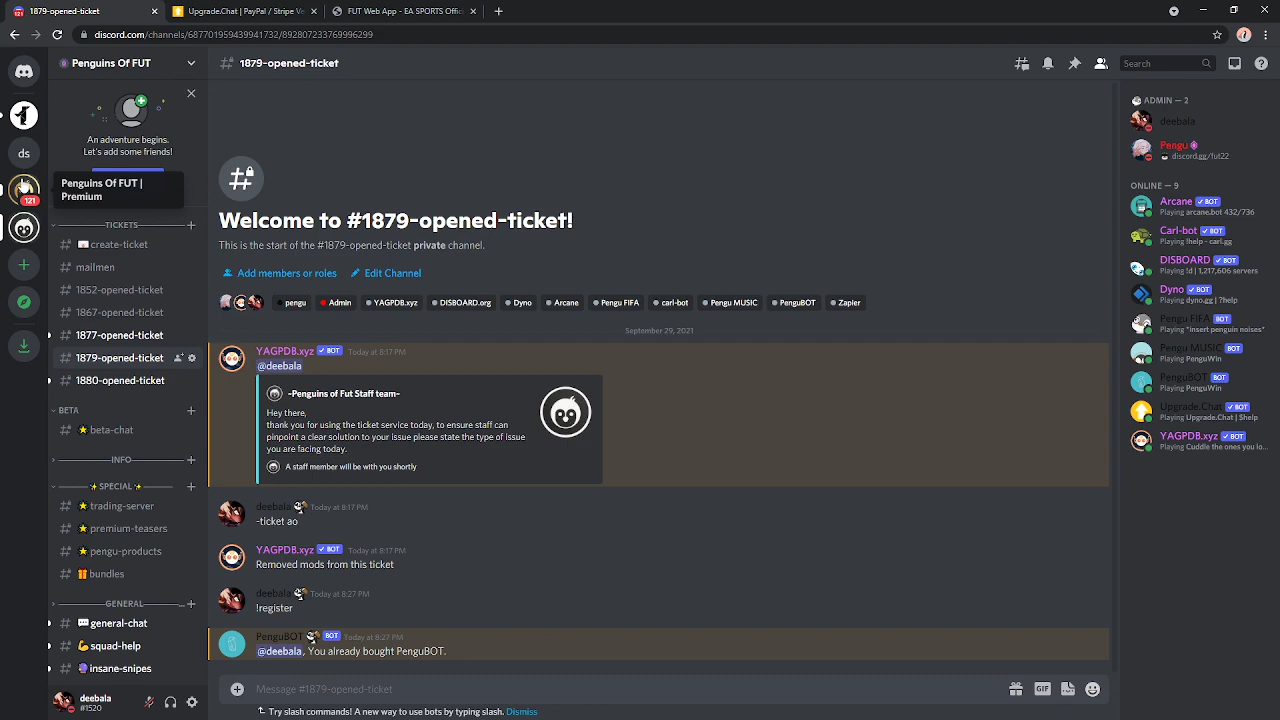 121
1879-opened-ticket
Upgrade.Chat | PayPal / Stripe Ve
FUT Web App - EA SPORTS Offic
discord.com/channels/687701959439941732/892807233769996299
Penguins Of FUT
1879-opened-ticket
Search
An adventure begins.
Let's add some friends!
ds
121
Penguins Of FUT |
Premium
TICKETS
create-ticket
mailmen
1852-opened-ticket
1867-opened-ticket
1877-opened-ticket
1879-opened-ticket
1880-opened-ticket
BETA
beta-chat
INFO
SPECIAL
trading-server
premium-teasers
pengu-products
bundles
GENERAL
general-chat
squad-help
insane-snipes
deebala
#1520
Welcome to #1879-opened-ticket!
This is the start of the #1879-opened-ticket private channel.
Add members or roles
Edit Channel
pengu
Admin
YAGPDB.xyz
DISBOARD.org
Dyno
Arcane
Pengu FIFA
carl-bot
Pengu MUSIC
PenguBOT
Zapier
September 29, 2021
YAGPDB.xyz BOT Today at 8:17 PM
@deebala
-Penguins of Fut Staff team-
Hey there,
thank you for using the ticket service today, to ensure staff can
pinpoint a clear solution to your issue please state the type of issue
you are facing today.
A staff member will be with you shortly
deebala Today at 8:17 PM
-ticket ao
YAGPDB.xyz BOT Today at 8:17 PM
Removed mods from this ticket
deebala Today at 8:27 PM
!register
PenguBOT BOT Today at 8:27 PM
@deebala, You already bought PenguBOT.
Message #1879-opened-ticket
GIF
Try slash commands! A new way to use bots by typing slash. Dismiss
ADMIN — 2
deebala
Pengu
discord.gg/fut22
ONLINE — 9
Arcane BOT
Playing arcane.bot 432/736
Carl-bot BOT
Playing !help - carl.gg
DISBOARD BOT
Playing !d | 1,217,606 servers
Dyno BOT
Playing dyno.gg | ?help
Pengu FIFA BOT
Playing "insert penguin noises"
Pengu MUSIC BOT
Playing PenguWin
PenguBOT BOT
Playing PenguWin
Upgrade.Chat BOT
Playing Upgrade.Chat | $help
YAGPDB.xyz BOT
Playing Cuddle the ones you lo...